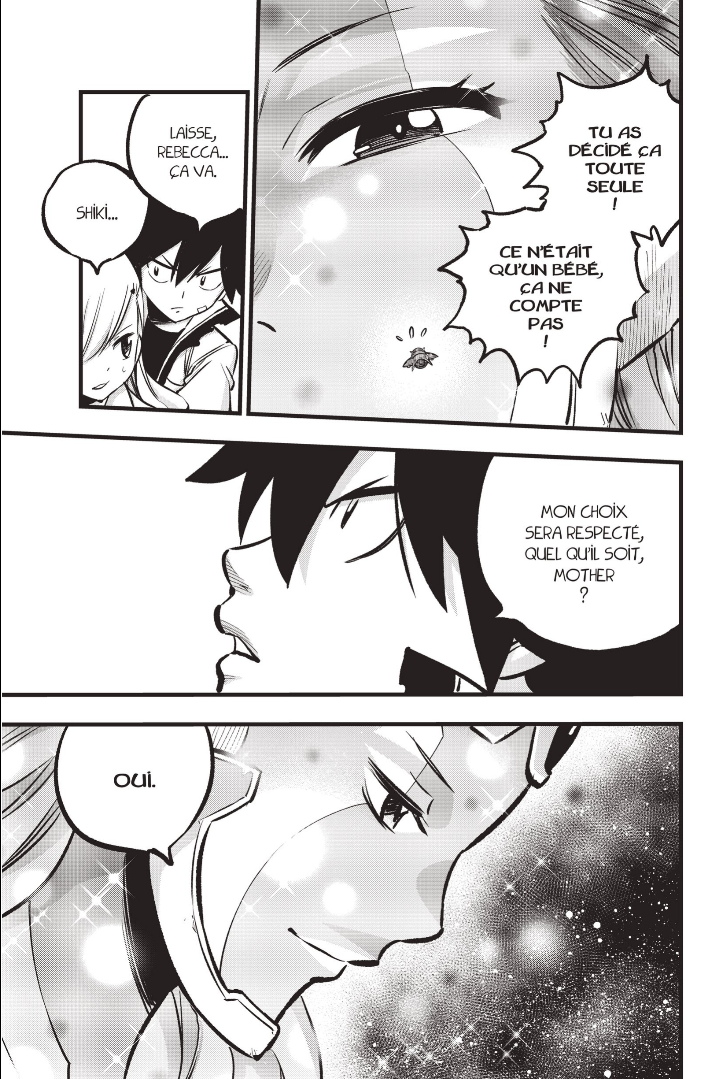 TU AS
DÉCIDÉ ÇA
TOUTE
SEULE
!
CE N'ÉTAIT
QU'UN BÉBÉ,
ÇA NE
COMPTE
PAS
!
LAISSE,
REBECCA...
ÇA VA.
SHIKI...
MON CHOIX
SERA RESPECTÉ,
QUEL QU'IL SOIT,
MOTHER
?
OUI.